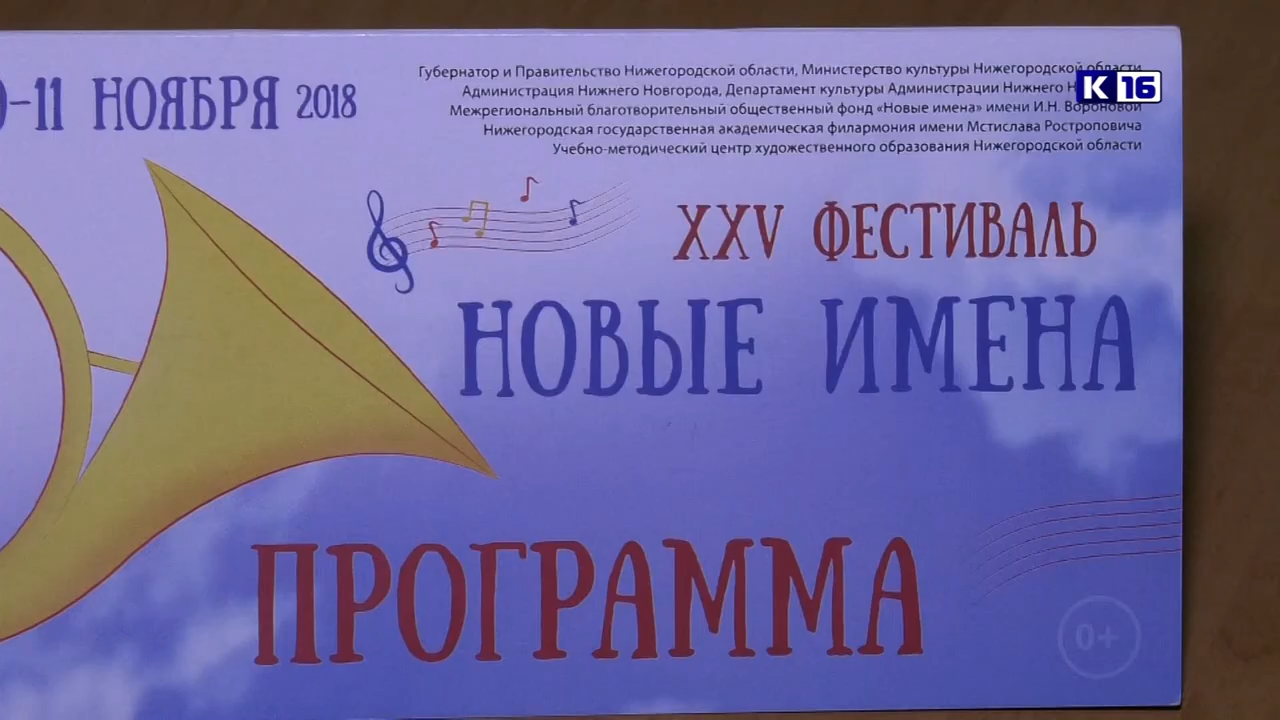 -11 НОЯБРЯ 2018
Губернатор и Правительство Нижегородской области, Министерство культуры Нижегородской области
Администрация Нижнего Новгорода, Департамент культуры Администрации Нижнего
К 16
Межрегиональный благотворительный общественный фонд «Новые имена» имени И.Н. Вороновой
Нижегородская государственная академическая филармония имени Мстислава Ростроповича
Учебно-методический центр художественного образования Нижегородской области
XXV ФЕСТИВАЛЬ
НОВЫЕ ИМЕНА
ПРОГРАММА
0+